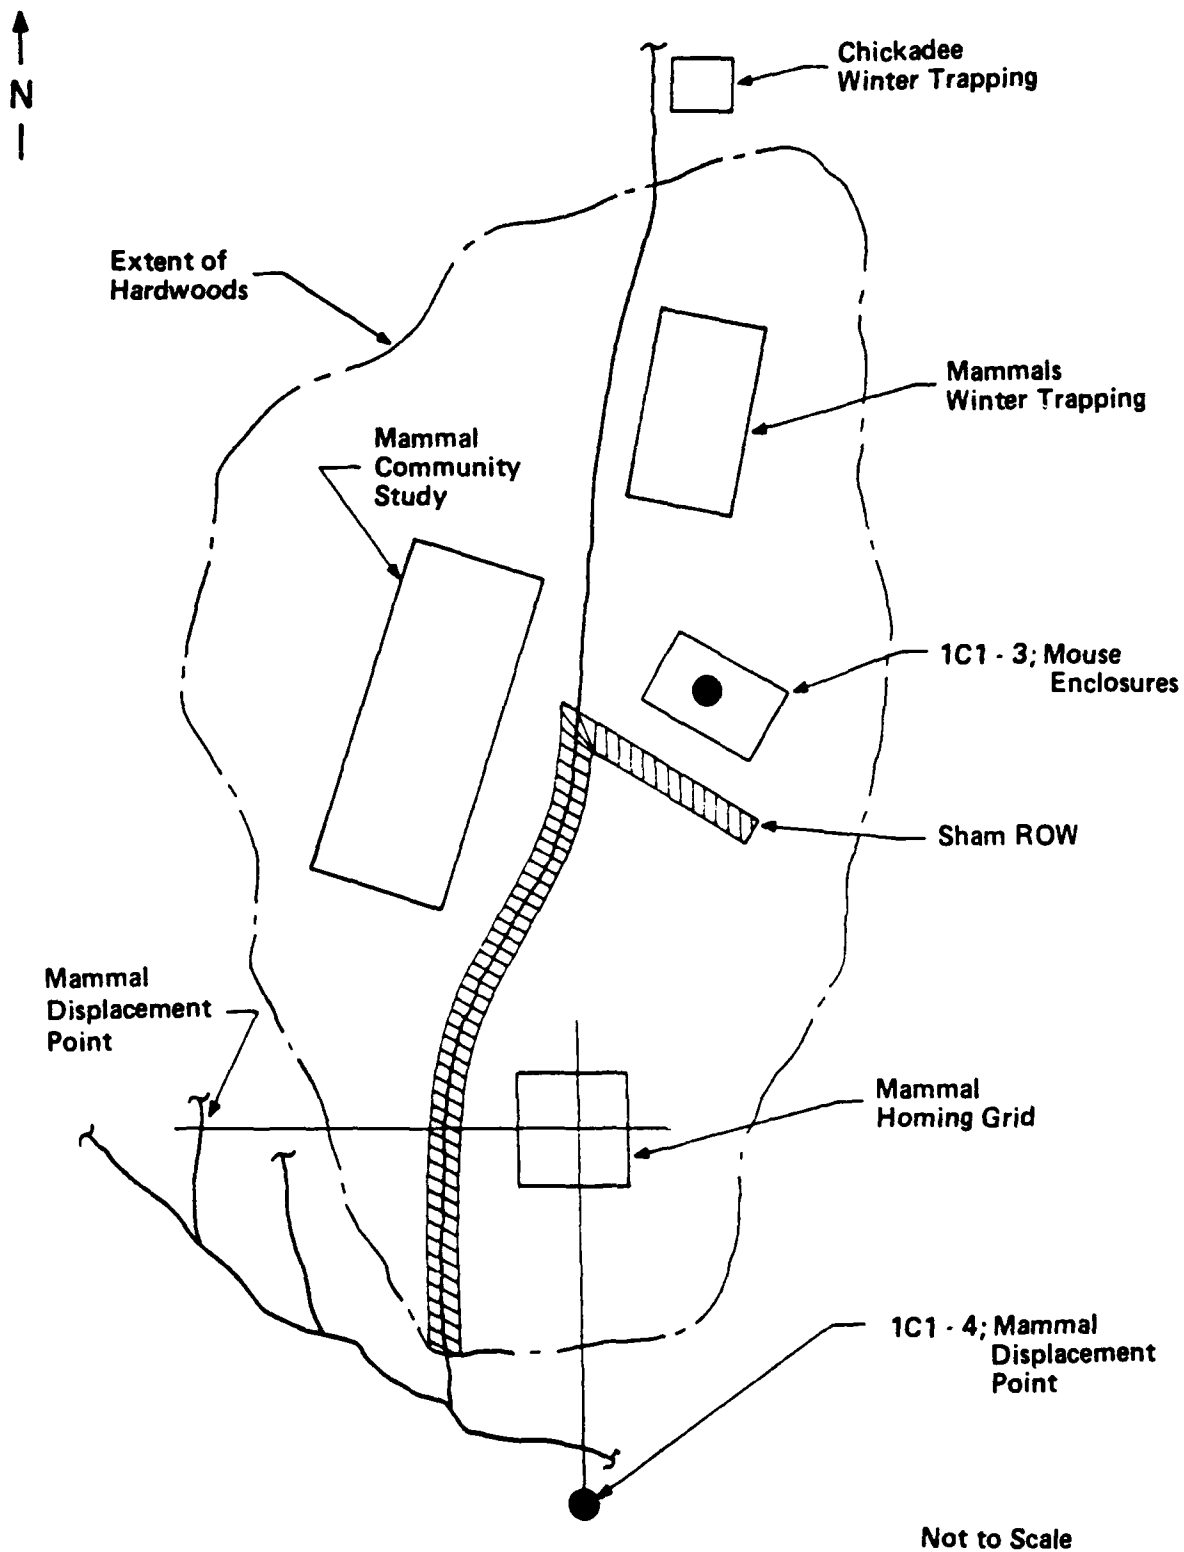 N
Chickadee
Winter Trapping
Extent of
Hardwoods
Mammals
Winter Trapping
Mammal
Community
Study
1C1 - 3; Mouse
Enclosures
Sham ROW
Mammal
Displacement
Point
Mammal
Homing Grid
1C1 - 4; Mammal
Displacement
Point
Not to Scale